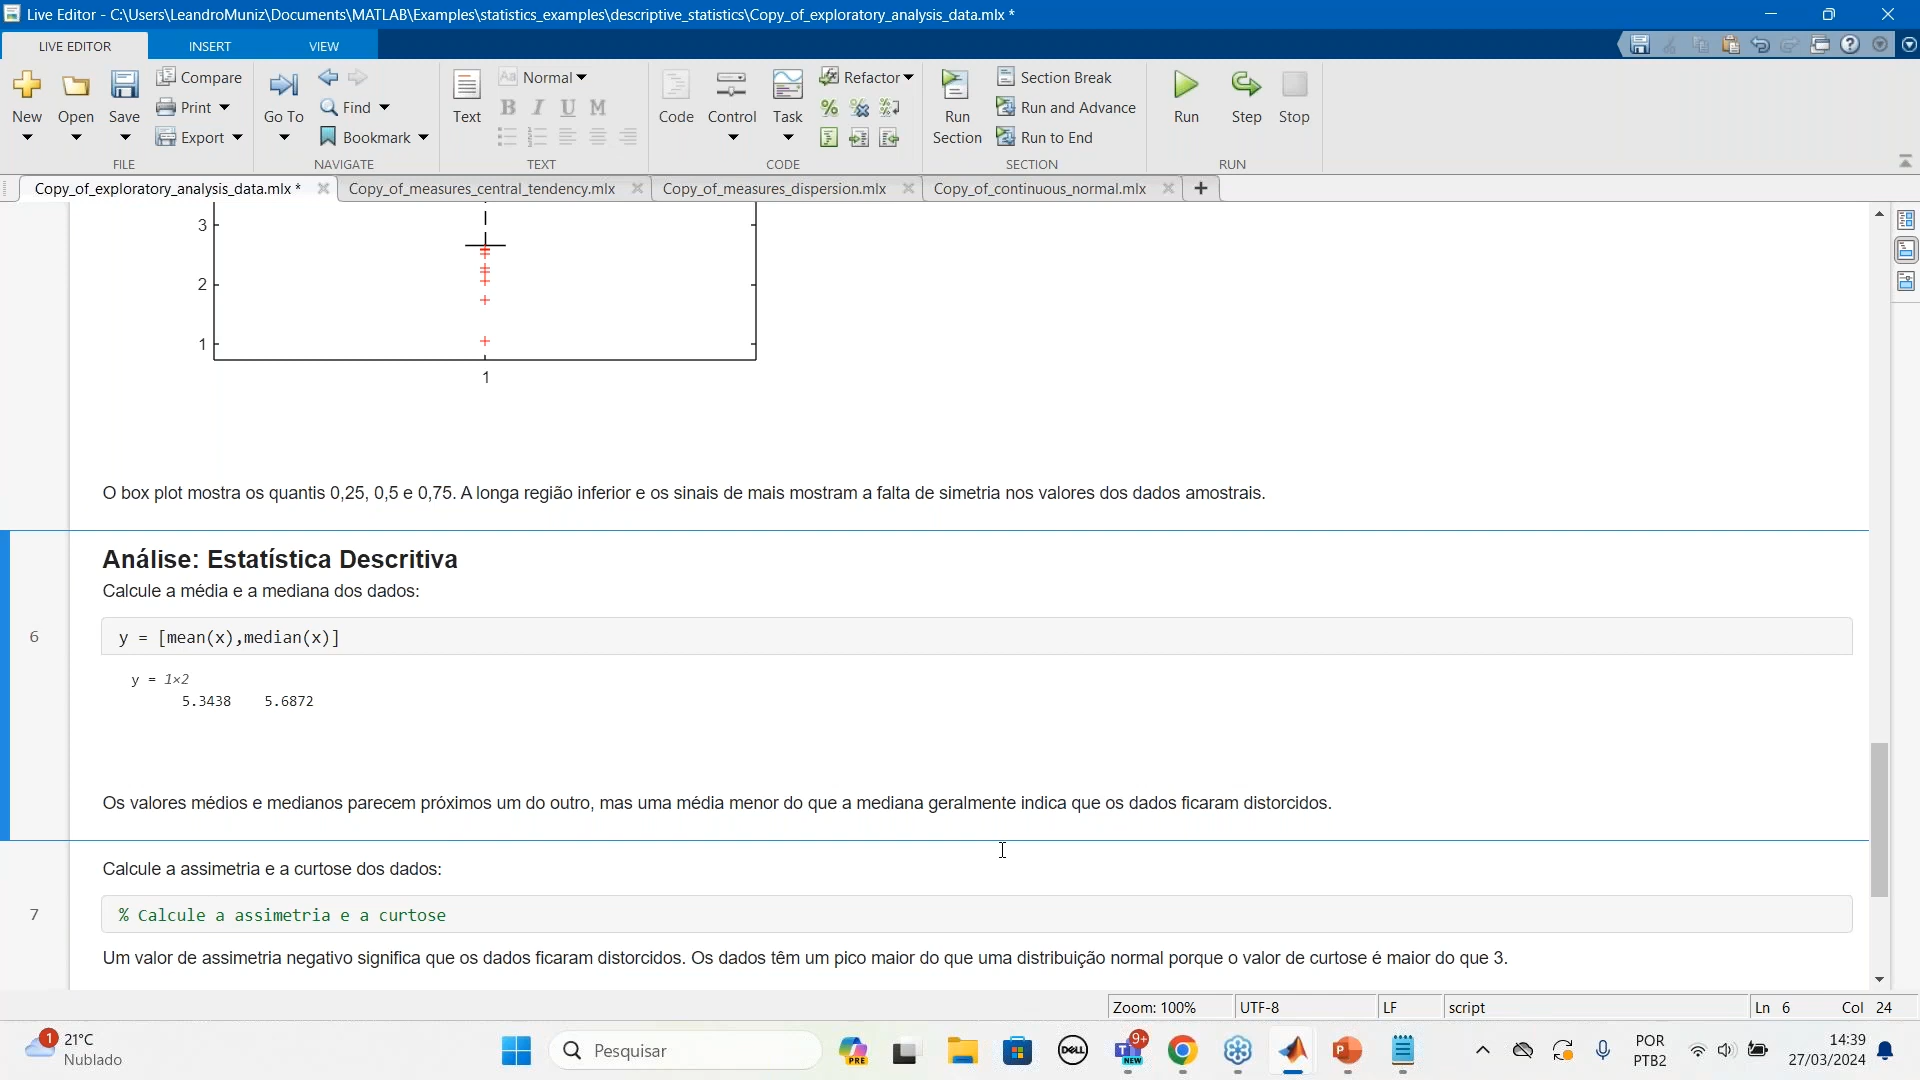 Live Editor - C:\Users\LeandroMuniz\Documents\MATLAB\Examples\statistics_examples\descriptive_statistics\Copy_of_exploratory_analysis_data.mlx *
LIVE EDITOR INSERT VIEW
New Open Save Compare Print Export
Go To Find Bookmark
Text Normal B I U M
Code Control Task Refactor
Run Section Section Break Run and Advance Run to End
Run Step Stop
FILE NAVIGATE TEXT CODE SECTION RUN
Copy_of_exploratory_analysis_data.mlx * Copy_of_measures_central_tendency.mlx Copy_of_measures_dispersion.mlx Copy_of_continuous_normal.mlx
3
2
1
1
O box plot mostra os quantis 0,25, 0,5 e 0,75. A longa região inferior e os sinais de mais mostram a falta de simetria nos valores dos dados amostrais.
Análise: Estatística Descritiva
Calcule a média e a mediana dos dados:
6 y = [mean(x),median(x)]
y = 1×2
5.3438 5.6872
Os valores médios e medianos parecem próximos um do outro, mas uma média menor do que a mediana geralmente indica que os dados ficaram distorcidos.
Calcule a assimetria e a curtose dos dados:
7 % Calcule a assimetria e a curtose
Um valor de assimetria negativo significa que os dados ficaram distorcidos. Os dados têm um pico maior do que uma distribuição normal porque o valor de curtose é maior do que 3.
Zoom: 100% UTF-8 LF script Ln 6 Col 24
1 21°C
Nublado
Pesquisar
PRE
DELL
9+
NEW
POR
PTB2
14:39
27/03/2024